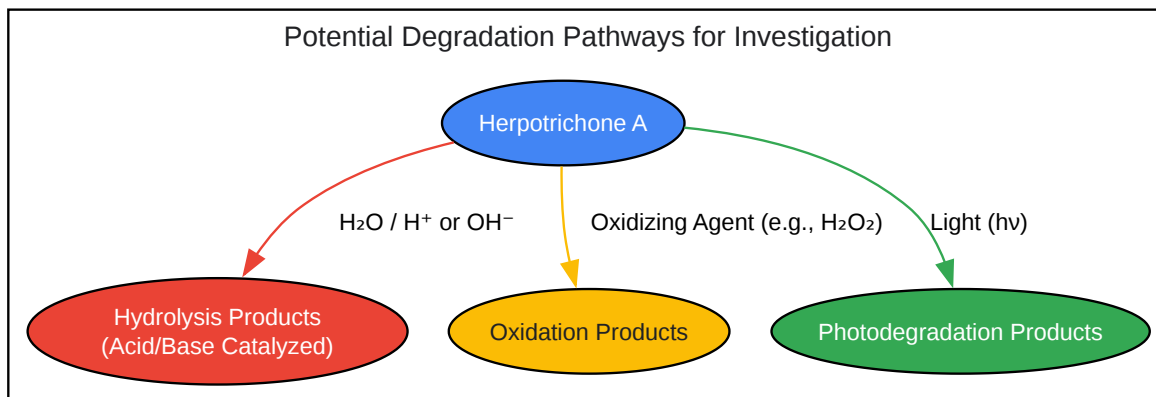 Potential Degradation Pathways for Investigation
Herpotrichone A
H₂O / H⁺ or OH⁻
Oxidizing Agent (e.g., H₂O₂)
Light (hν)
Hydrolysis Products
(Acid/Base Catalyzed)
Oxidation Products
Photodegradation Products